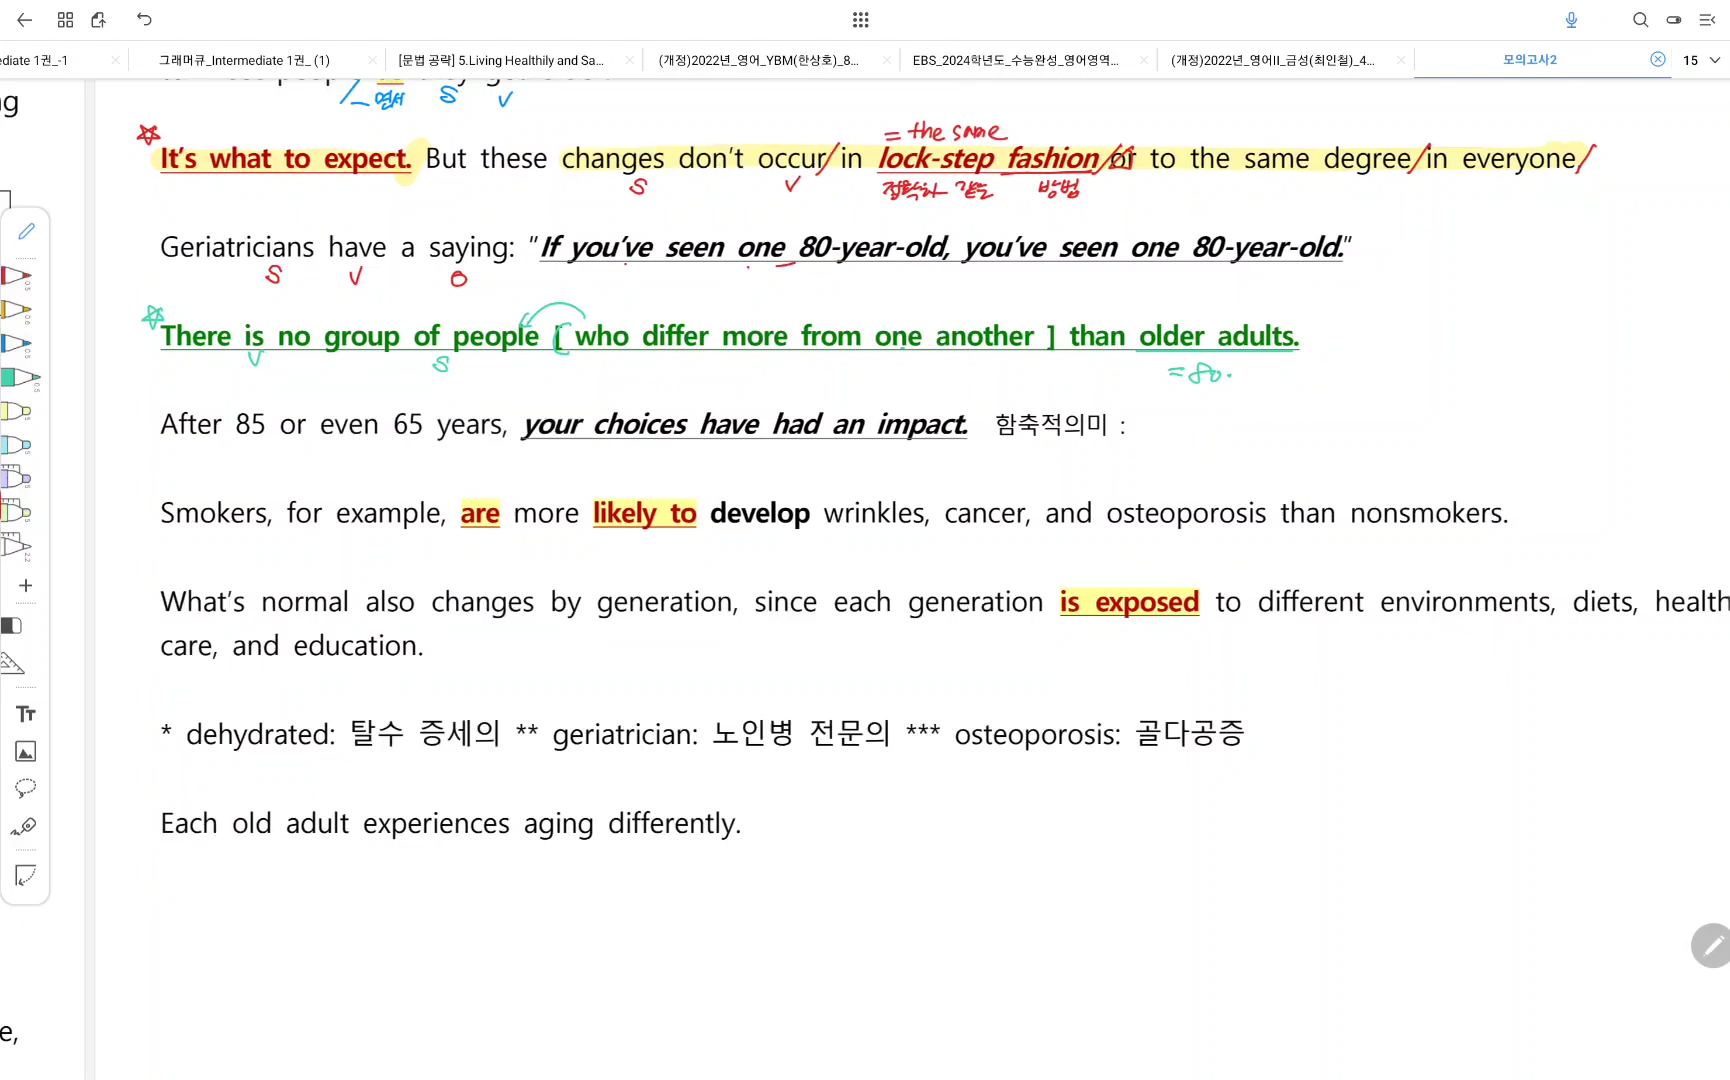 ediate 1권_-1
그래머큐_Intermediate 1권_ (1)
[문법 공략] 5.Living Healthily and Sa...
(개정)2022년_영어_YBM(한상호)_8...
EBS_2024학년도_수능완성_영어영역...
(개정)2022년_영어II_금성(최인철)_4...
모의고사2
15
S V
= the same
It's what to expect. But these changes don't occur/ in lock-step fashion/or to the same degree/in everyone/
S V 같은 방법
Geriatricians have a saying: "If you've seen one 80-year-old, you've seen one 80-year-old."
S V O
There is no group of people [ who differ more from one another ] than older adults.
V S = 80.
After 85 or even 65 years, your choices have had an impact. 함축적의미 :
Smokers, for example, are more likely to develop wrinkles, cancer, and osteoporosis than nonsmokers.
What's normal also changes by generation, since each generation is exposed to different environments, diets, health
care, and education.
* dehydrated: 탈수 증세의 ** geriatrician: 노인병 전문의 *** osteoporosis: 골다공증
Each old adult experiences aging differently.